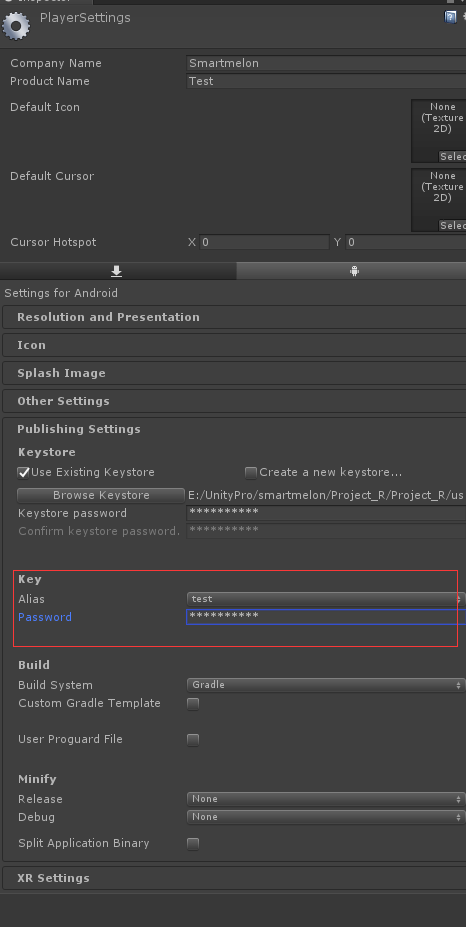 PlayerSettings
Company Name Smartmelon
Product Name Test
Default Icon
None
(Texture
2D)
Selec
Default Cursor
None
(Texture
2D)
Selec
Cursor Hotspot X 0 Y 0
Settings for Android
Resolution and Presentation
Icon
Splash Image
Other Settings
Publishing Settings
Keystore
Use Existing Keystore Create a new keystore...
Browse Keystore E:/UnityPro/smartmelon/Project_R/Project_R/us
Keystore password **********
Confirm keystore password. **********
Key
Alias test
Password **********
Build
Build System Gradle
Custom Gradle Template
User Proguard File
Minify
Release None
Debug None
Split Application Binary
XR Settings